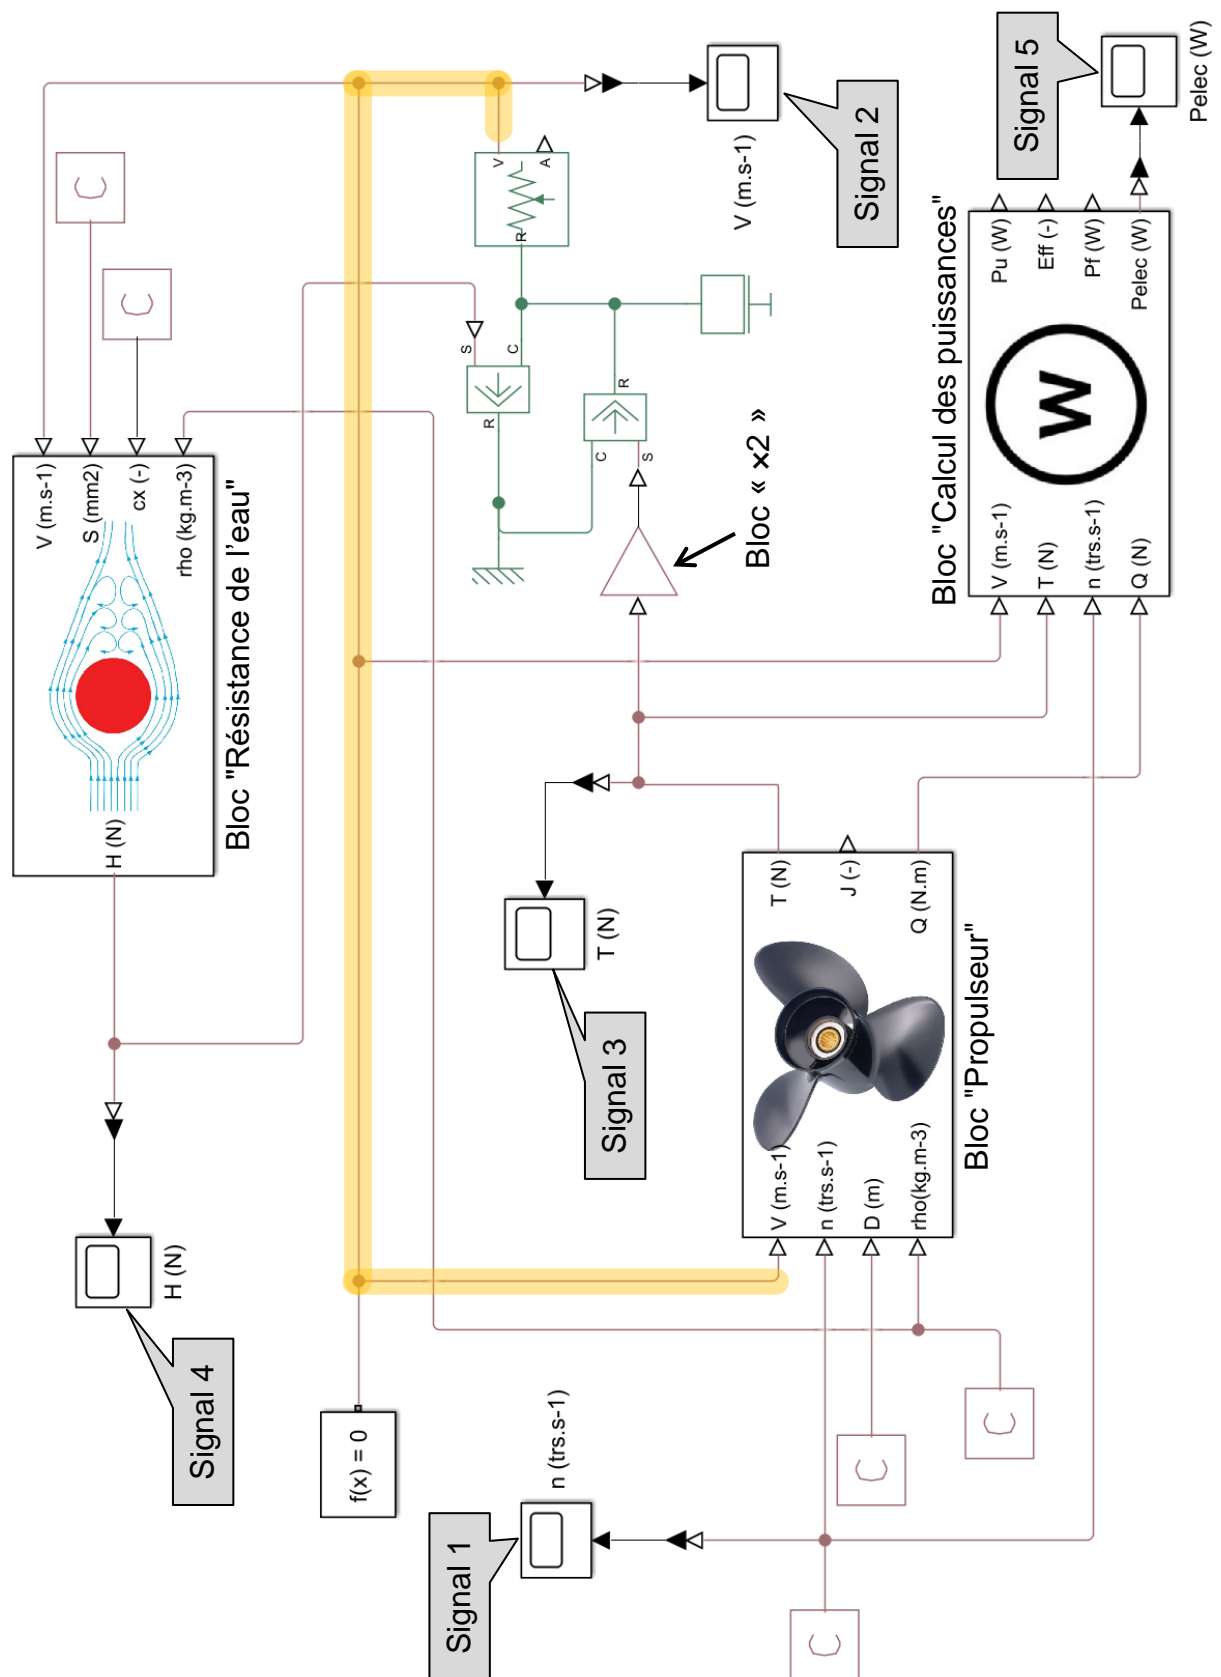 Signal 4
H (N)
H (N)
V (m.s-1)
S (mm2)
cx (-)
rho (kg.m-3)
Bloc "Résistance de l'eau"
C
C
f(x) = 0
Signal 1
n (trs.s-1)
Signal 3
T (N)
R
S
C
C
S
R
R
V
A
V (m.s-1)
Signal 2
Bloc « ×2 »
C
C
C
V (m.s-1)
n (trs.s-1)
D (m)
rho(kg.m-3)
T (N)
J (-)
Q (N.m)
Bloc "Propulseur"
Bloc "Calcul des puissances"
V (m.s-1)
T (N)
n (trs.s-1)
Q (N)
W
Pu (W)
Eff (-)
Pf (W)
Pelec (W)
Signal 5
Pelec (W)